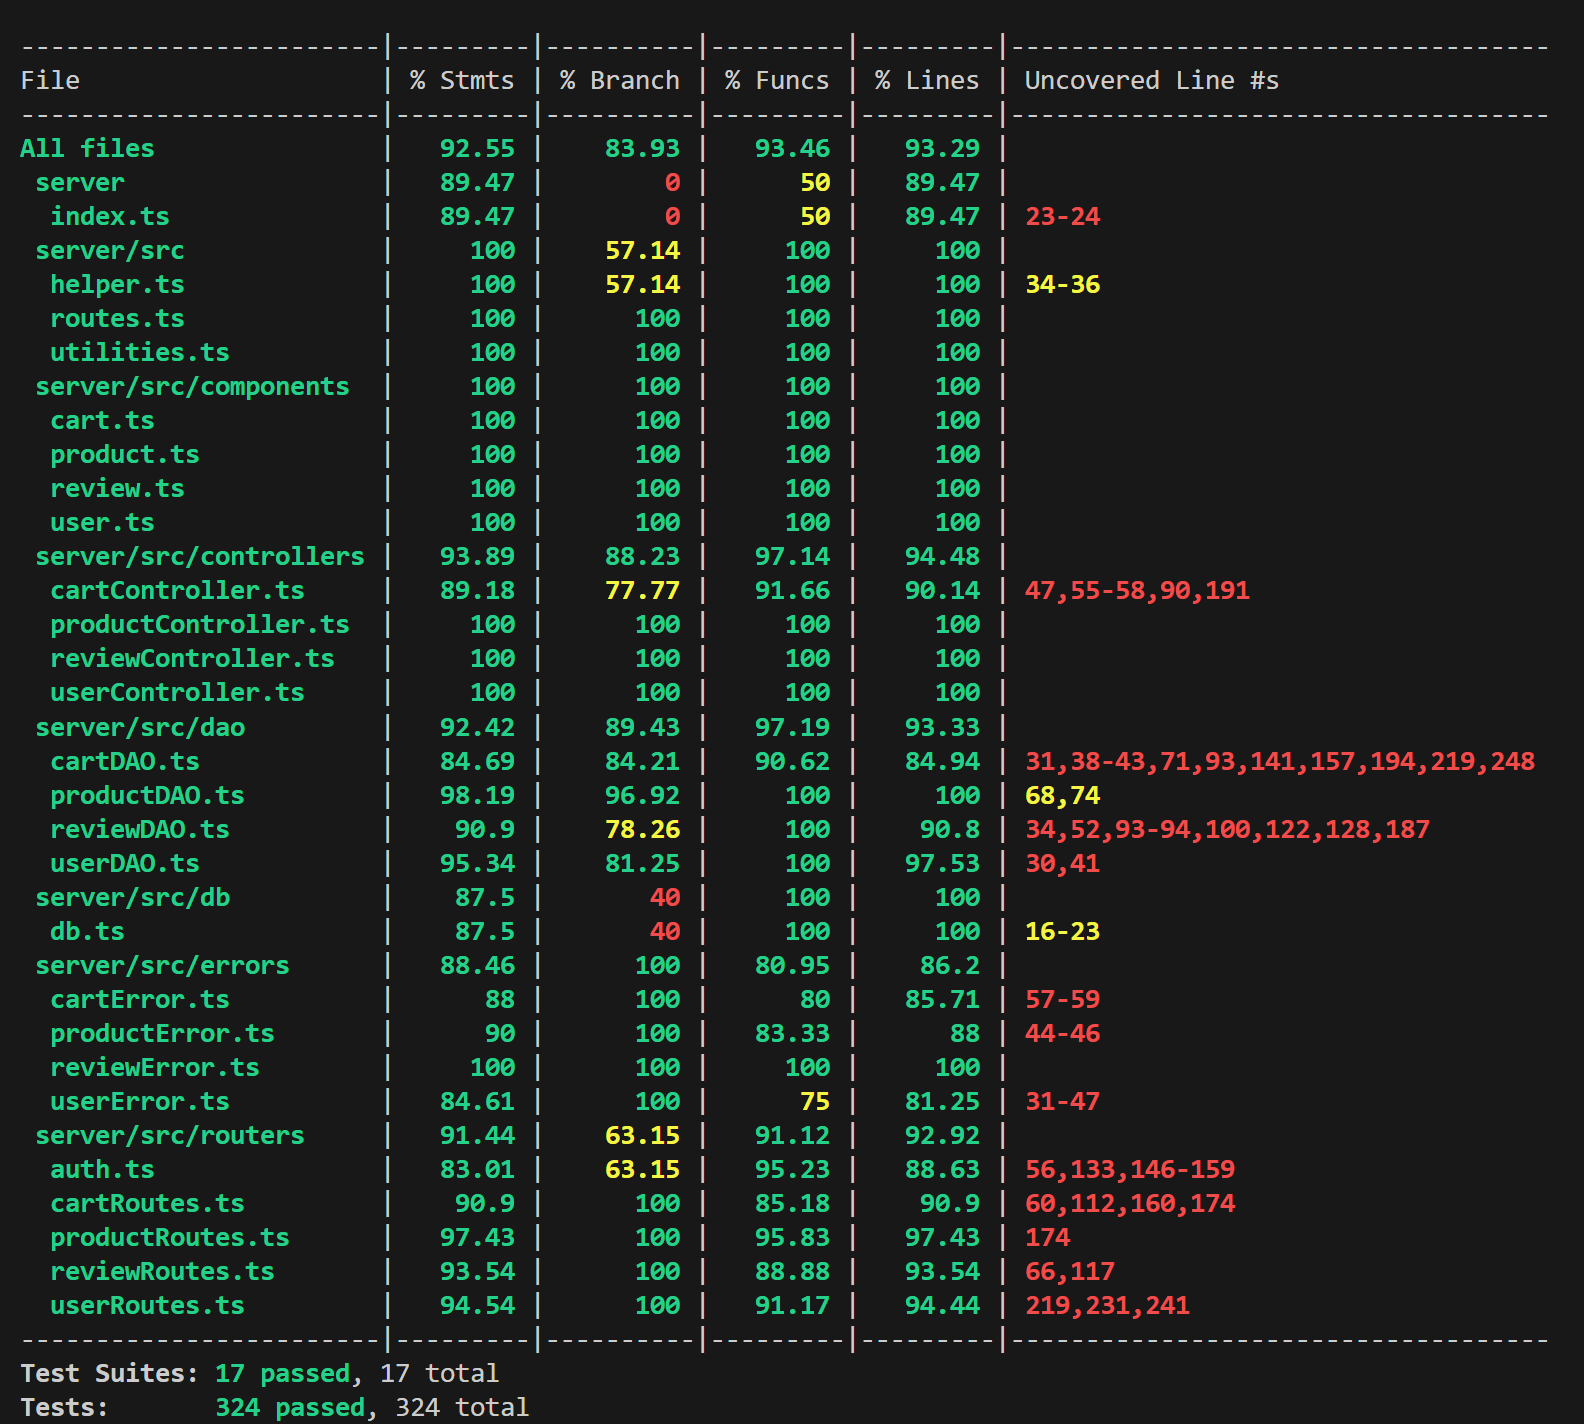 ------------------------|---------|----------|---------|---------|------------------------------------
File                    | % Stmts | % Branch | % Funcs | % Lines | Uncovered Line #s
------------------------|---------|----------|---------|---------|------------------------------------
All files               |   92.55 |    83.93 |   93.46 |   93.29 |
 server                 |   89.47 |        0 |      50 |   89.47 |
  index.ts              |   89.47 |        0 |      50 |   89.47 | 23-24
 server/src             |     100 |    57.14 |     100 |     100 |
  helper.ts             |     100 |    57.14 |     100 |     100 | 34-36
  routes.ts             |     100 |      100 |     100 |     100 |
  utilities.ts          |     100 |      100 |     100 |     100 |
 server/src/components  |     100 |      100 |     100 |     100 |
  cart.ts               |     100 |      100 |     100 |     100 |
  product.ts            |     100 |      100 |     100 |     100 |
  review.ts             |     100 |      100 |     100 |     100 |
  user.ts               |     100 |      100 |     100 |     100 |
 server/src/controllers |   93.89 |    88.23 |   97.14 |   94.48 |
  cartController.ts     |   89.18 |    77.77 |   91.66 |   90.14 | 47,55-58,90,191
  productController.ts  |     100 |      100 |     100 |     100 |
  reviewController.ts   |     100 |      100 |     100 |     100 |
  userController.ts     |     100 |      100 |     100 |     100 |
 server/src/dao         |   92.42 |    89.43 |   97.19 |   93.33 |
  cartDAO.ts            |   84.69 |    84.21 |   90.62 |   84.94 | 31,38-43,71,93,141,157,194,219,248
  productDAO.ts         |   98.19 |    96.92 |     100 |     100 | 68,74
  reviewDAO.ts          |    90.9 |    78.26 |     100 |    90.8 | 34,52,93-94,100,122,128,187
  userDAO.ts            |   95.34 |    81.25 |     100 |   97.53 | 30,41
 server/src/db          |    87.5 |       40 |     100 |     100 |
  db.ts                 |    87.5 |       40 |     100 |     100 | 16-23
 server/src/errors      |   88.46 |      100 |   80.95 |    86.2 |
  cartError.ts          |      88 |      100 |      80 |   85.71 | 57-59
  productError.ts       |      90 |      100 |   83.33 |      88 | 44-46
  reviewError.ts        |     100 |      100 |     100 |     100 |
  userError.ts          |   84.61 |      100 |      75 |   81.25 | 31-47
 server/src/routers     |   91.44 |    63.15 |   91.12 |   92.92 |
  auth.ts               |   83.01 |    63.15 |   95.23 |   88.63 | 56,133,146-159
  cartRoutes.ts         |    90.9 |      100 |   85.18 |    90.9 | 60,112,160,174
  productRoutes.ts      |   97.43 |      100 |   95.83 |   97.43 | 174
  reviewRoutes.ts       |   93.54 |      100 |   88.88 |   93.54 | 66,117
  userRoutes.ts         |   94.54 |      100 |   91.17 |   94.44 | 219,231,241
------------------------|---------|----------|---------|---------|------------------------------------
Test Suites: 17 passed, 17 total
Tests:       324 passed, 324 total